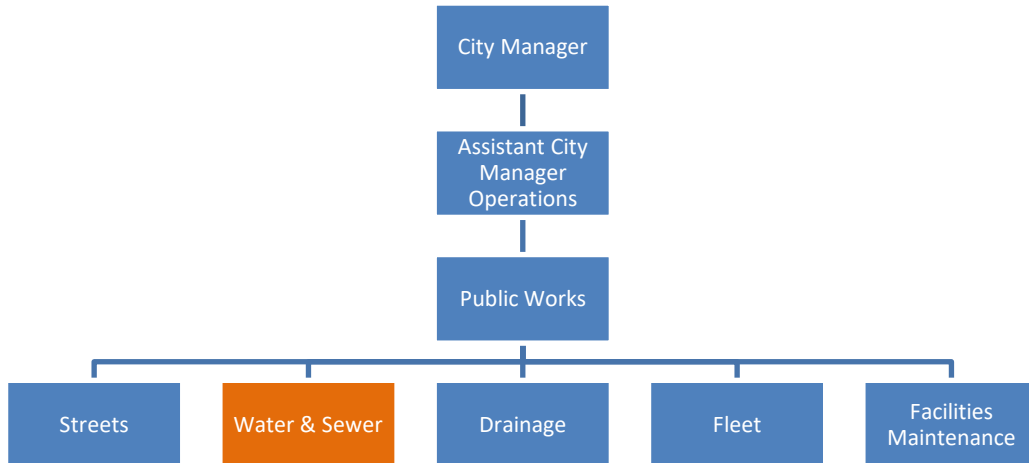 City Manager
Assistant City
Manager
Operations
Public Works
Streets
Water & Sewer
Drainage
Fleet
Facilities
Maintenance